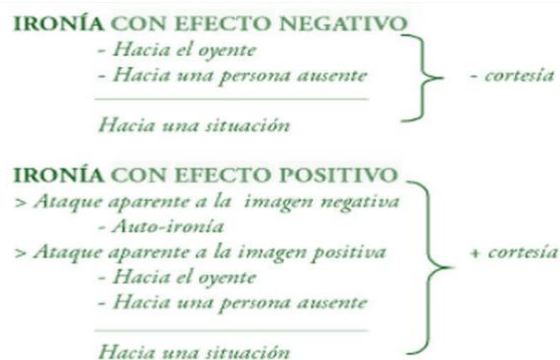 IRONÍA CON EFECTO NEGATIVO
- Hacia el oyente
- Hacia una persona ausente
- cortesía
Hacia una situación
IRONÍA CON EFECTO POSITIVO
> Ataque aparente a la imagen negativa
- Auto-ironía
> Ataque aparente a la imagen positiva
+ cortesía
- Hacia el oyente
- Hacia una persona ausente
Hacia una situación